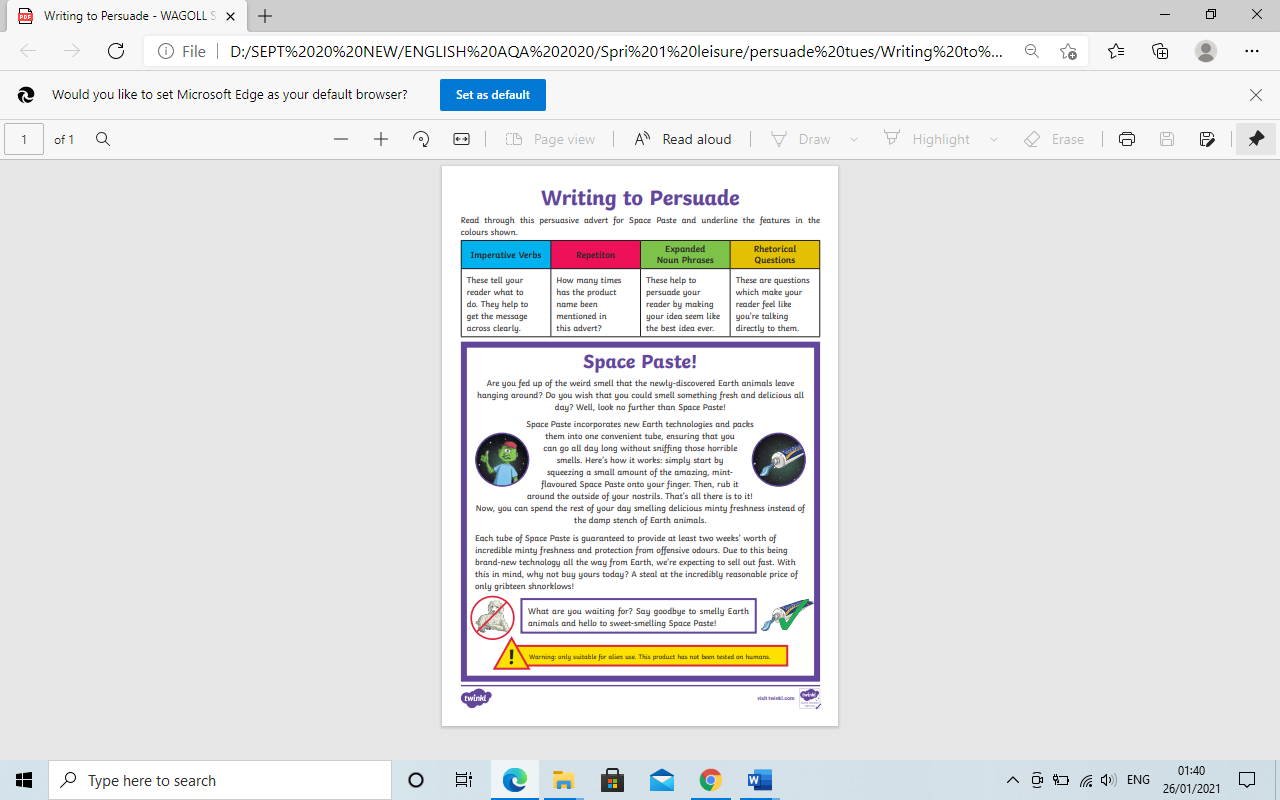 Writing to Persuade - WAGOLL S
File
D:/SEPT%2020%20NEW/ENGLISH%20AQA%202020/Spri%201%20leisure/persuade%20tues/Writing%20to%...
Would you like to set Microsoft Edge as your default browser?
Set as default
1 of 1
Page view
Read aloud
Draw
Highlight
Erase
Writing to Persuade
Read through this persuasive advert for Space Paste and underline the features in the
colours shown.
Imperative Verbs
Repetiton
Expanded
Noun Phrases
Rhetorical
Questions
These tell your
reader what to
do. They help to
get the message
across clearly.
How many times
has the product
name been
mentioned in
this advert?
These help to
persuade your
reader by making
your idea seem like
the best idea ever.
These are questions
which make your
reader feel like
you're talking
directly to them.
Space Paste!
Are you fed up of the weird smell that the newly-discovered Earth animals leave
hanging around? Do you wish that you could smell something fresh and delicious all
day? Well, look no further than Space Paste!
Space Paste incorporates new Earth technologies and packs
them into one convenient tube, ensuring that you
can go all day long without sniffing those horrible
smells. Here's how it works: simply start by
squeezing a small amount of the amazing, mint-
flavoured Space Paste onto your finger. Then, rub it
around the outside of your nostrils. That's all there is to it!
Now, you can spend the rest of your day smelling delicious minty freshness instead of
the damp stench of Earth animals.
Each tube of Space Paste is guaranteed to provide at least two weeks' worth of
incredible minty freshness and protection from offensive odours. Due to this being
brand-new technology all the way from Earth, we're expecting to sell out fast. With
this in mind, why not buy yours today? A steal at the incredibly reasonable price of
only gribteen shnorklows!
What are you waiting for? Say goodbye to smelly Earth
animals and hello to sweet-smelling Space Paste!
Warning: only suitable for alien use. This product has not been tested on humans.
twinkl
visit twinkl.com
twinkl
Type here to search
ENG
01:40
26/01/2021